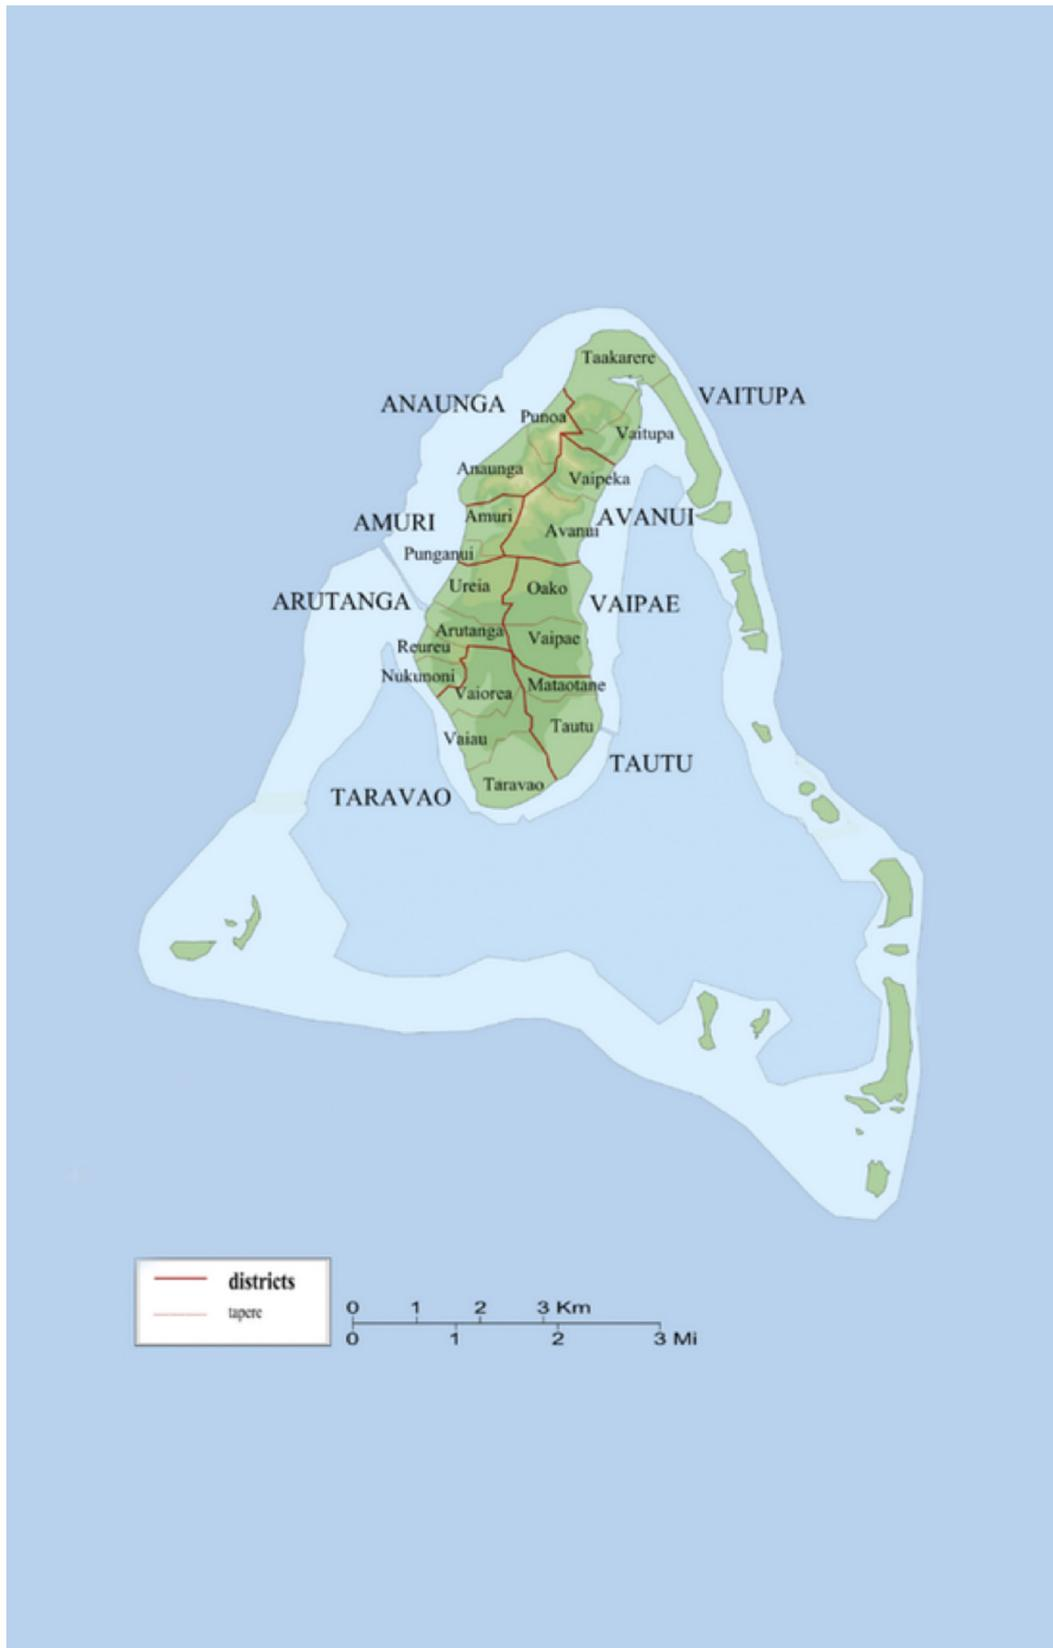 Taakarere
ANAUNGA
VAITUPA
Punoa
Vaitupa
Anaunga
Vaipeka
Amuri
AMURI
AVANUI
Avanui
Punganui
Ureia
Oako
ARUTANGA
VAIPAE
Arutanga
Vaipae
Reureu
Nukunoni
Mataotane
Vaiorea
Tautu
Vaiau
TAUTU
Taravao
TARAVAO
districts
tapere
0 1 2 3 Km
0 1 2 3 Mi